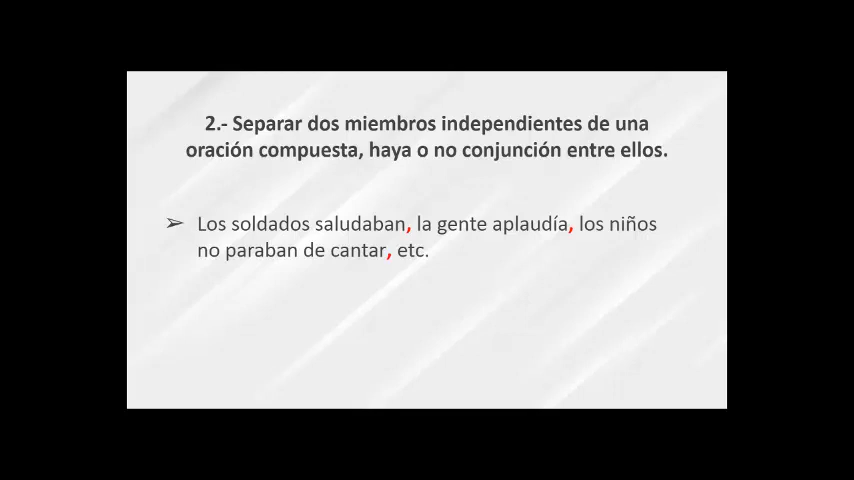 2.- Separar dos miembros independientes de una
oración compuesta, haya o no conjunción entre ellos.
➢ Los soldados saludaban, la gente aplaudía, los niños
no paraban de cantar, etc.